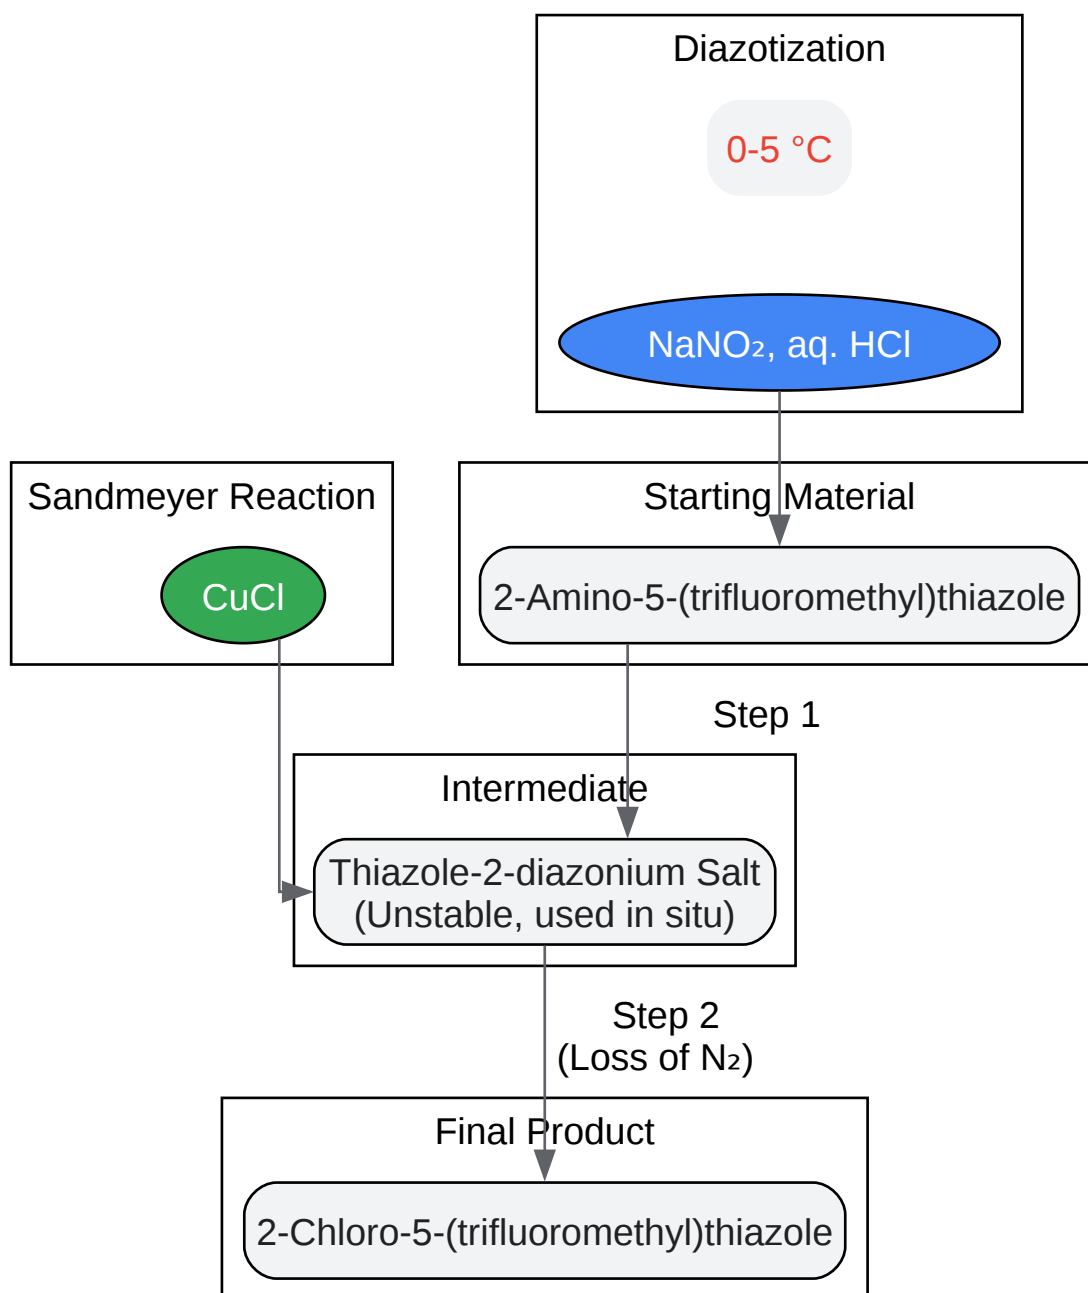 Diazotization
0-5 °C
NaNO₂, aq. HCl
Sandmeyer Reaction
CuCl
Starting Material
2-Amino-5-(trifluoromethyl)thiazole
Step 1
Intermediate
Thiazole-2-diazonium Salt
(Unstable, used in situ)
Step 2
(Loss of N₂)
Final Product
2-Chloro-5-(trifluoromethyl)thiazole